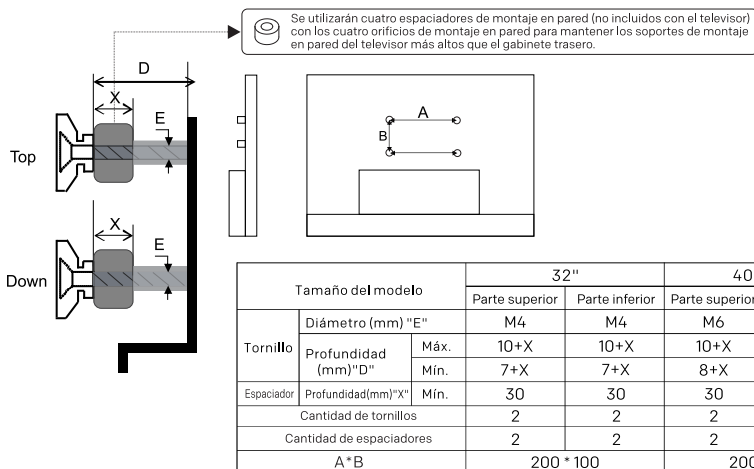 Se utilizarán cuatro espaciadores de montaje en pared (no incluidos con el televisor)
con los cuatro orificios de montaje en pared para mantener los soportes de montaje
en pared del televisor más altos que el gabinete trasero.
D
X
E
Top
A
B
X
E
Down
Tamaño del modelo 32" 40
Parte superior Parte inferior Parte superior
Tornillo Diámetro (mm) "E" M4 M4 M6
Profundidad (mm)"D" Máx. 10+X 10+X 10+X
Mín. 7+X 7+X 8+X
Espaciador Profundidad(mm)"X" Mín. 30 30 30
Cantidad de tornillos 2 2 2
Cantidad de espaciadores 2 2 2
A*B 200 * 100 200